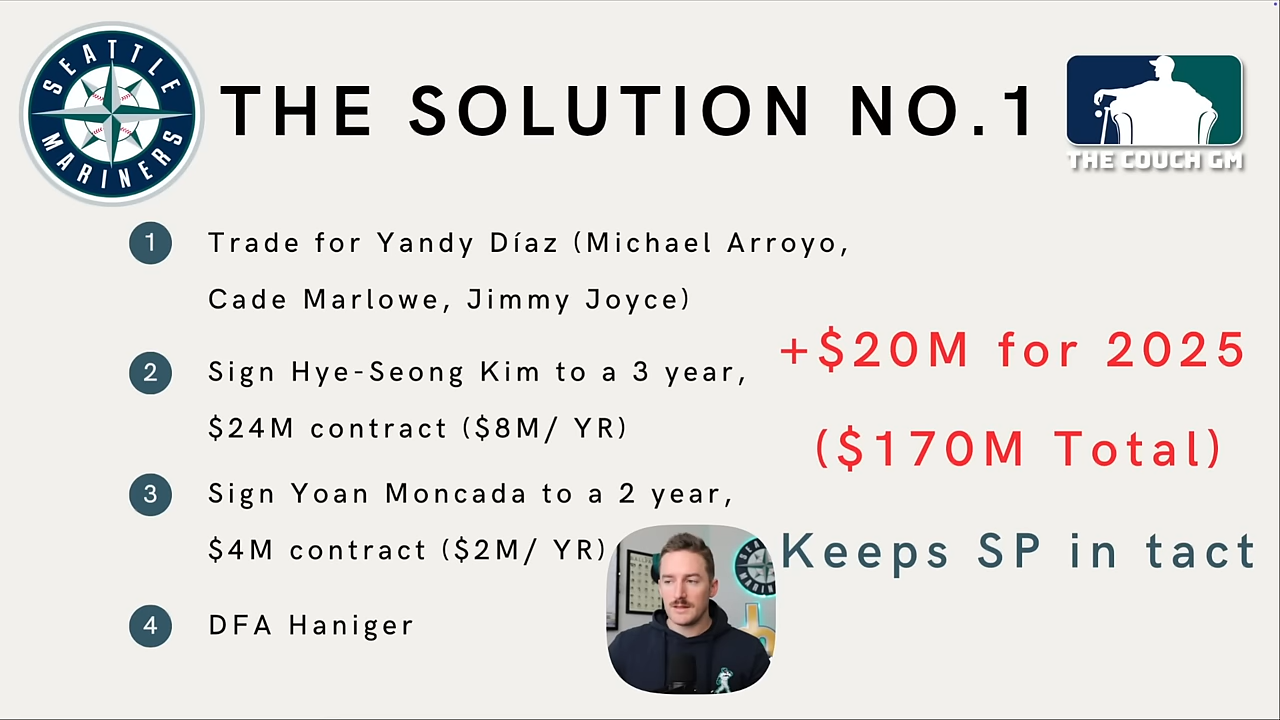 SEATTLE
MARINERS
THE SOLUTION NO.1
THE COUCH GM
1 Trade for Yandy Díaz (Michael Arroyo,
Cade Marlowe, Jimmy Joyce)
2 Sign Hye-Seong Kim to a 3 year,
$24M contract ($8M/ YR)
3 Sign Yoan Moncada to a 2 year,
$4M contract ($2M/ YR)
4 DFA Haniger
+$20M for 2025
($170M Total)
Keeps SP in tact